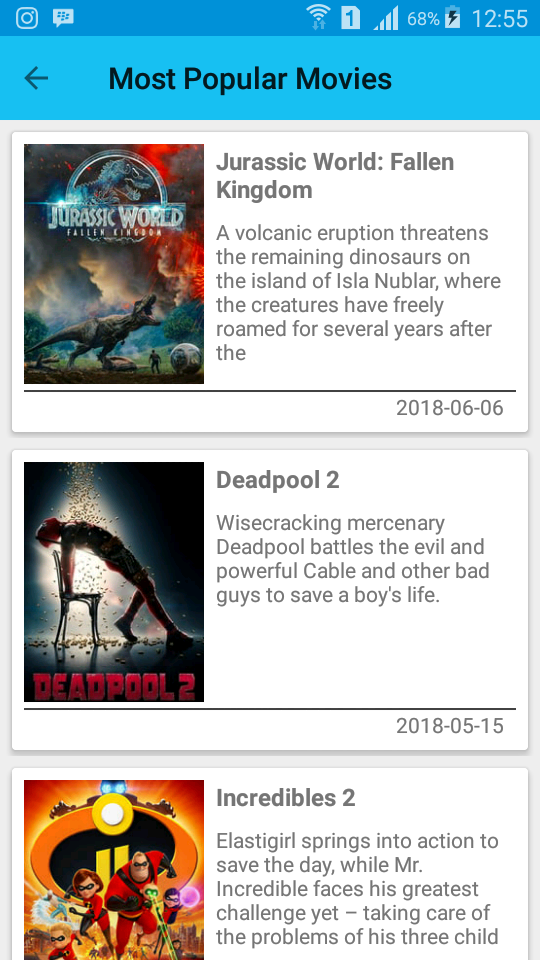 68% 12:55
1
Most Popular Movies
JURASSIC WORLD
FALLEN KINGDOM
Jurassic World: Fallen
Kingdom
A volcanic eruption threatens
the remaining dinosaurs on
the island of Isla Nublar, where
the creatures have freely
roamed for several years after
the
2018-06-06
DEADPOOL 2
Deadpool 2
Wisecracking mercenary
Deadpool battles the evil and
powerful Cable and other bad
guys to save a boy's life.
2018-05-15
Incredibles 2
Elastigirl springs into action to
save the day, while Mr.
Incredible faces his greatest
challenge yet – taking care of
the problems of his three child